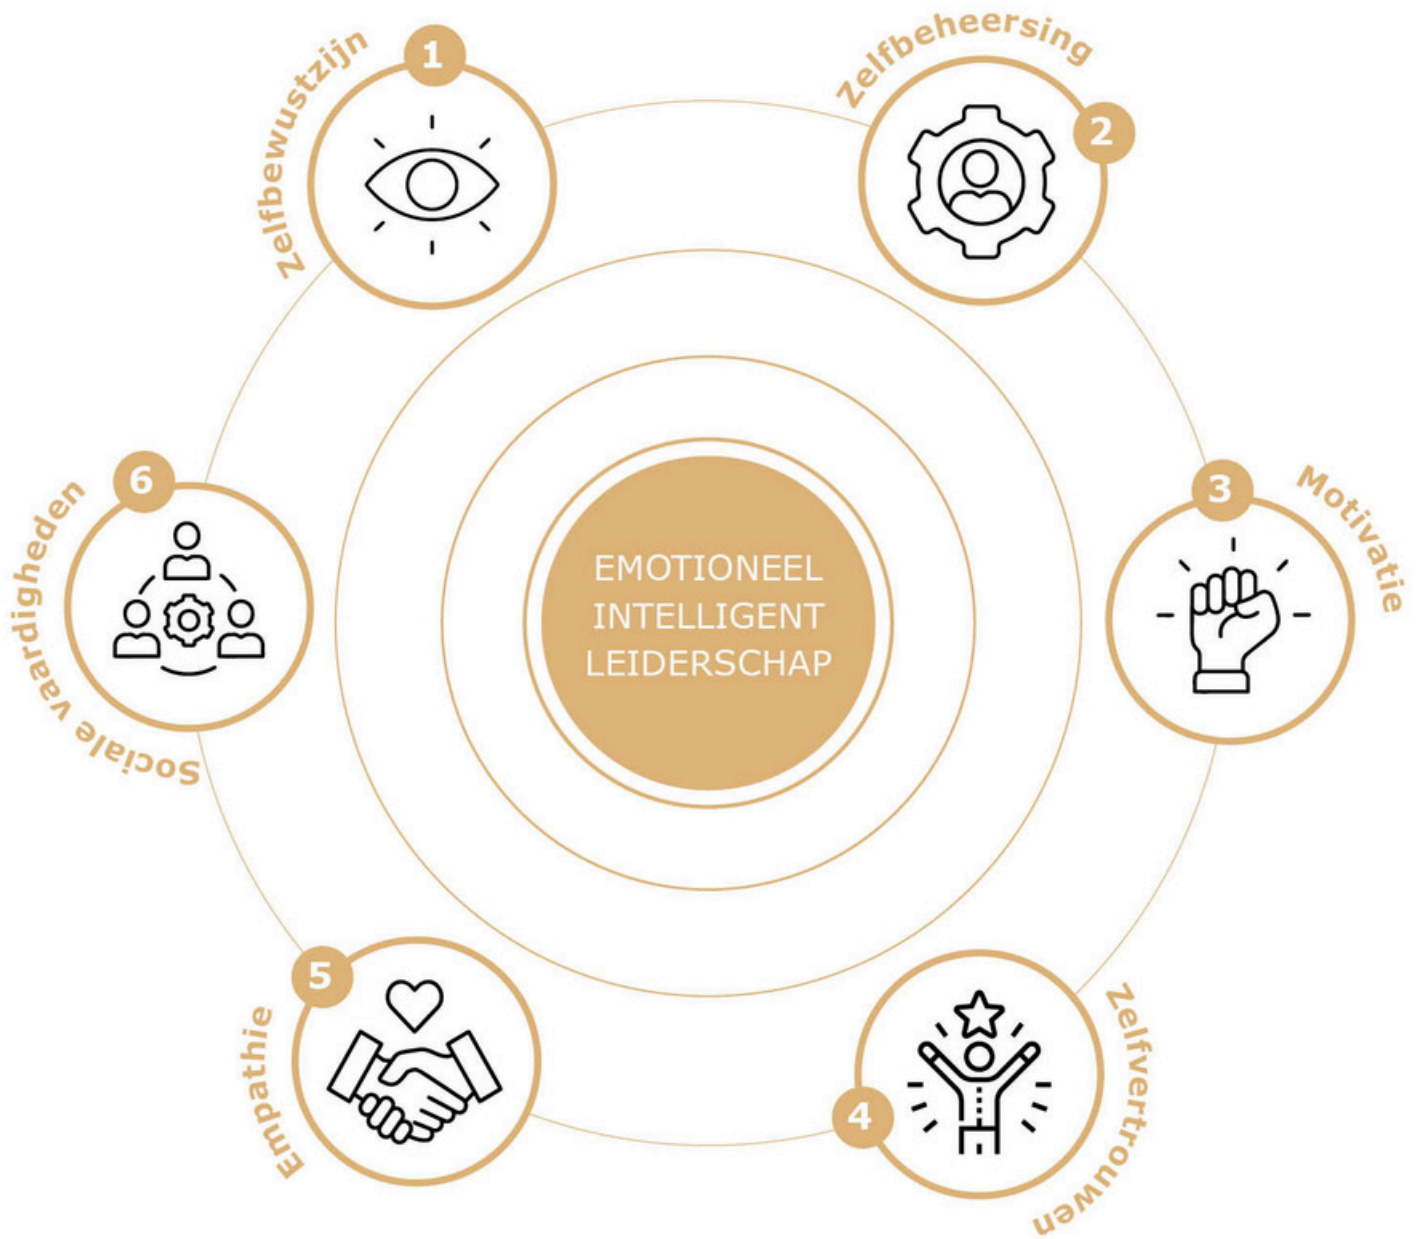 1
Zelfbewustzijn
2
Zelfbeheersing
3
Motivatie
4
Zelfvertrouwen
5
Empathie
6
Sociale vaardigheden
EMOTIONEEL
INTELLIGENT
LEIDERSCHAP